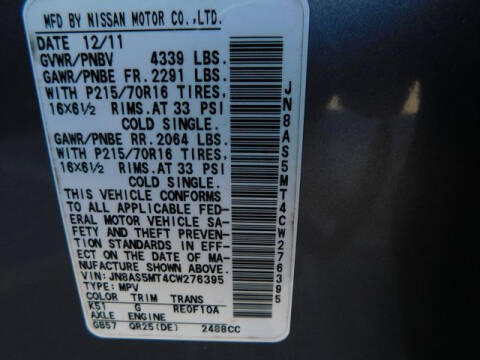 MFD BY NISSAN MOTOR CO.,LTD.
DATE 12/11
GVWR/PNBV 4339 LBS.
GAWR/PNBE FR.2291 LBS.
WITH P215/70R16 TIRES,
16X6½ RIMS.AT 33 PSI
COLD SINGLE.
GAWR/PNBE RR.2064 LBS.
WITH P215/70R16 TIRES,
16X6½ RIMS.AT 33 PSI
COLD SINGLE.
THIS VEHICLE CONFORMS
TO ALL APPLICABLE FED-
ERAL MOTOR VEHICLE SA-
FETY AND THEFT PREVEN-
TION STANDARDS IN EFF-
ECT ON THE DATE OF MA-
NUFACTURE SHOWN ABOVE.
VIN:JN8AS5MT4CW276395
TYPE:MPV
COLOR TRIM TRANS
K51 G RE0F10A
AXLE ENGINE
GB57 QR25(DE) 2488CC
JN8AS5MT4CW276395